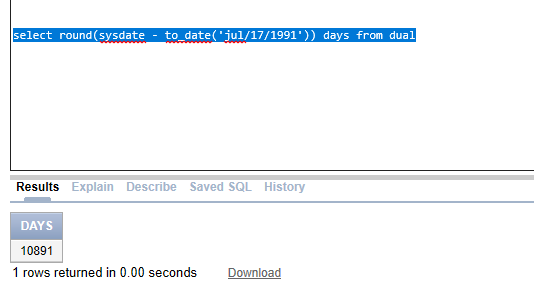 select round(sysdate - to_date('jul/17/1991')) days from dual
Results Explain Describe Saved SQL History
DAYS
10891
1 rows returned in 0.00 seconds Download